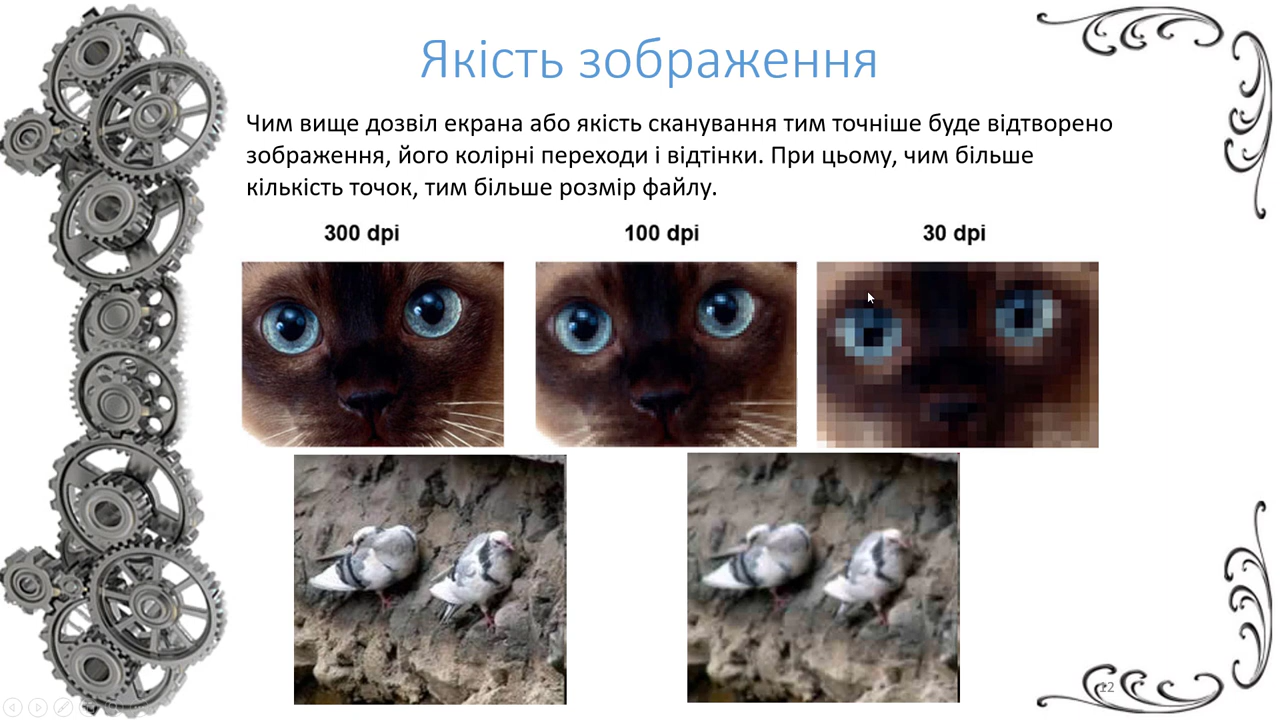 Якість зображення
Чим вище дозвіл екрана або якість сканування тим точніше буде відтворено
зображення, його колірні переходи і відтінки. При цьому, чим більше
кількість точок, тим більше розмір файлу.
300 dpi
100 dpi
30 dpi
12